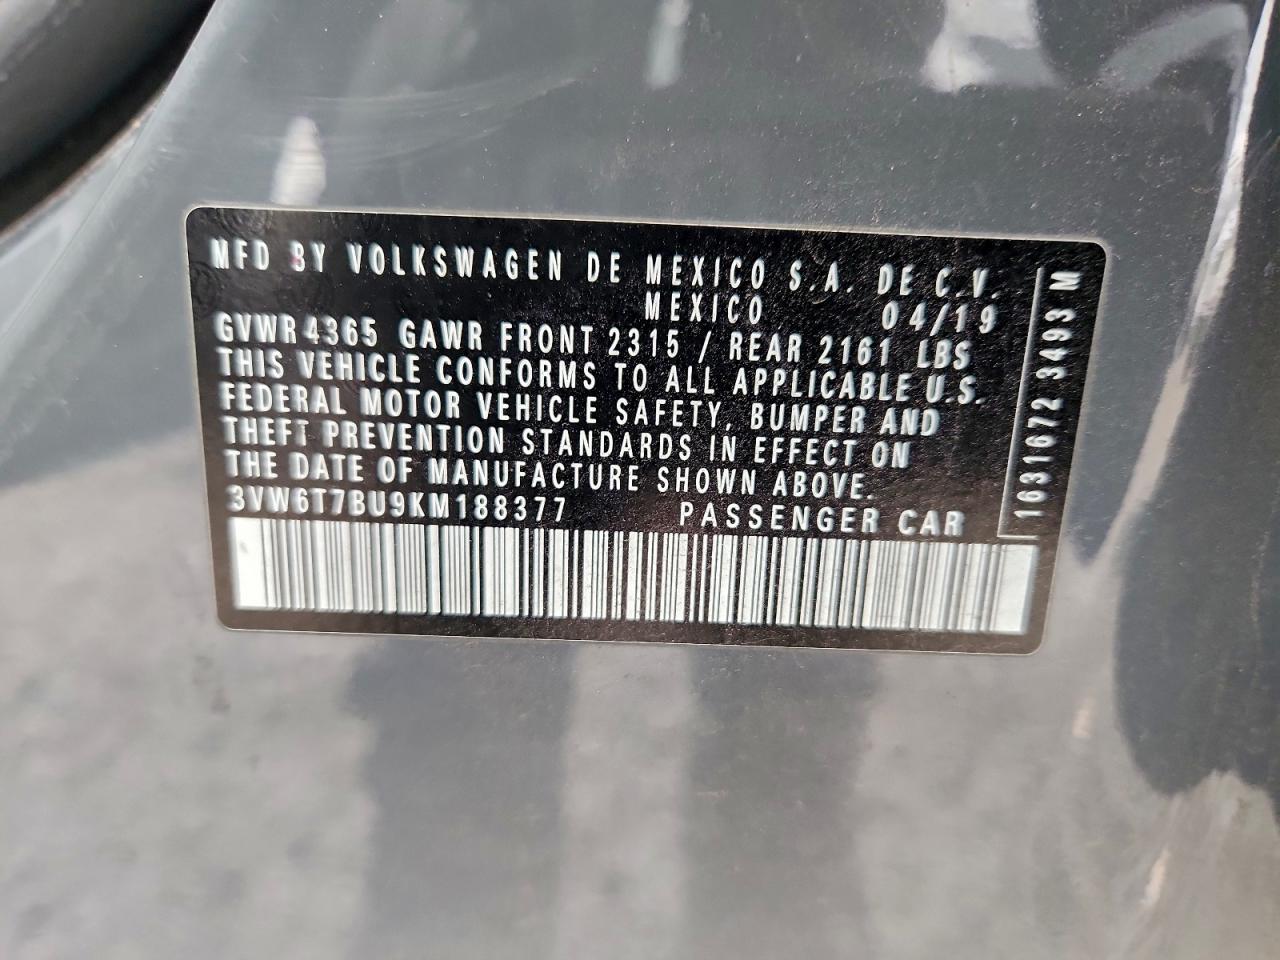 MFD BY VOLKSWAGEN DE MEXICO S.A. DE C.V.
MEXICO 04/19
GVWR 4365 GAWR FRONT 2315 / REAR 2161 LBS
THIS VEHICLE CONFORMS TO ALL APPLICABLE U.S.
FEDERAL MOTOR VEHICLE SAFETY, BUMPER AND
THEFT PREVENTION STANDARDS IN EFFECT ON
THE DATE OF MANUFACTURE SHOWN ABOVE.
3VW6T7BU9KM188377 PASSENGER CAR
1631672 3493 M